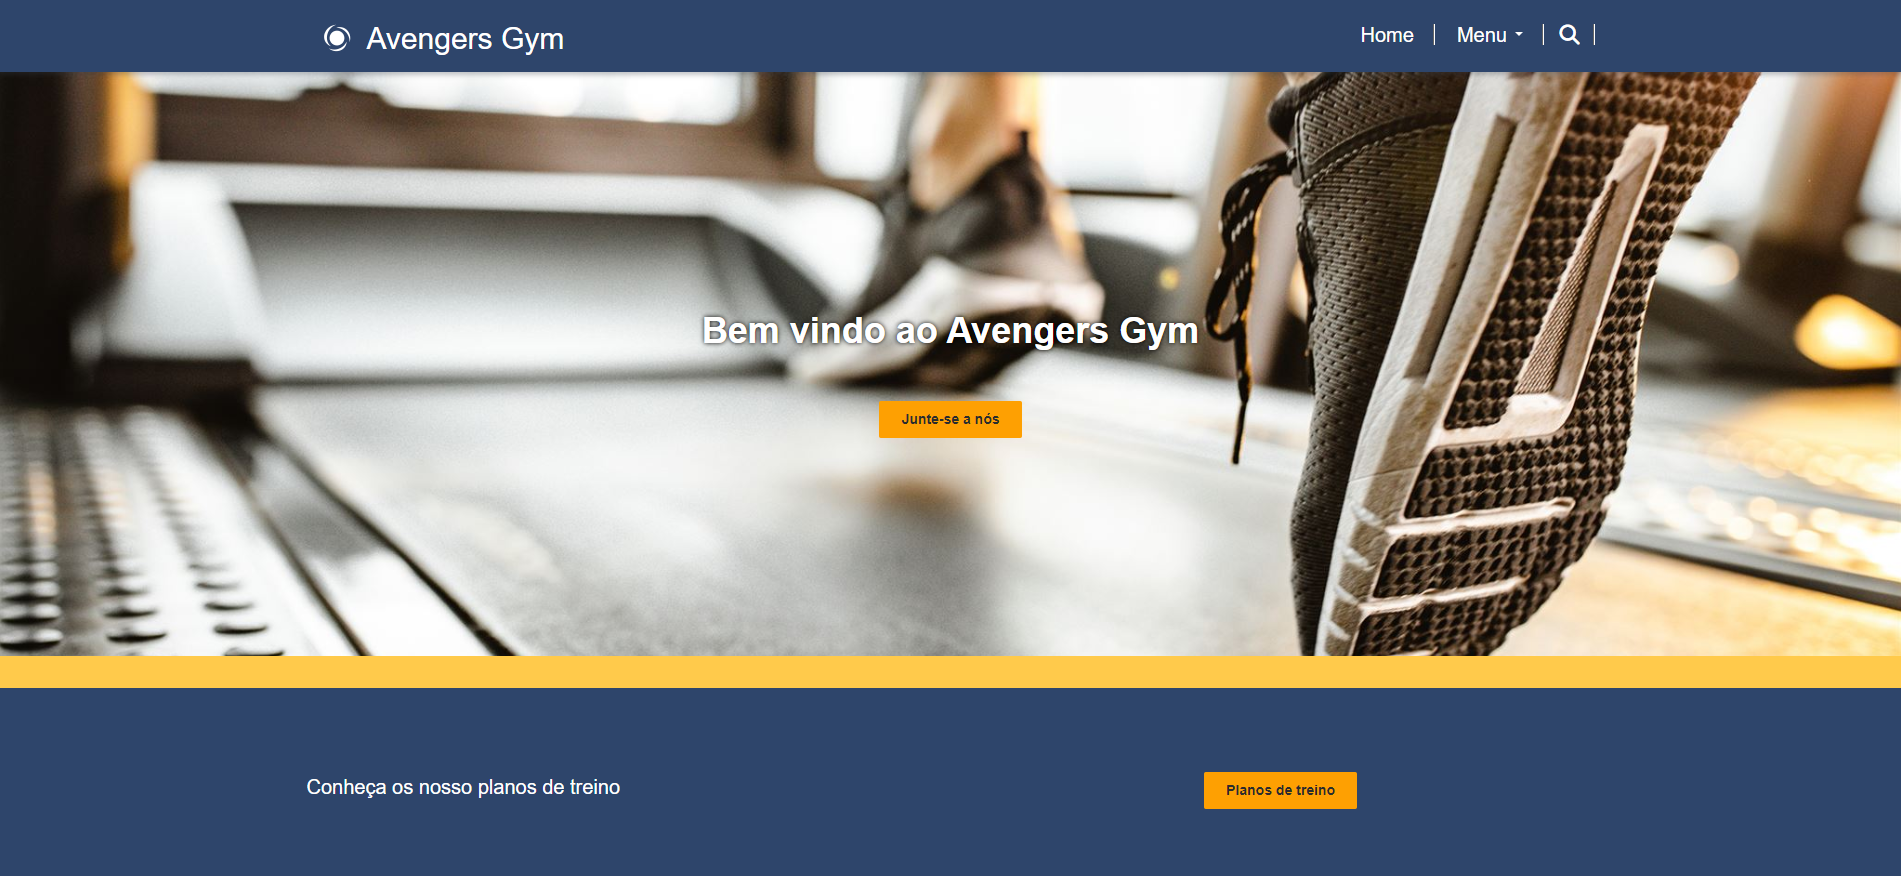 Avengers Gym
Home
Menu
Bem vindo ao Avengers Gym
Junte-se a nós
Conheça os nosso planos de treino
Planos de treino